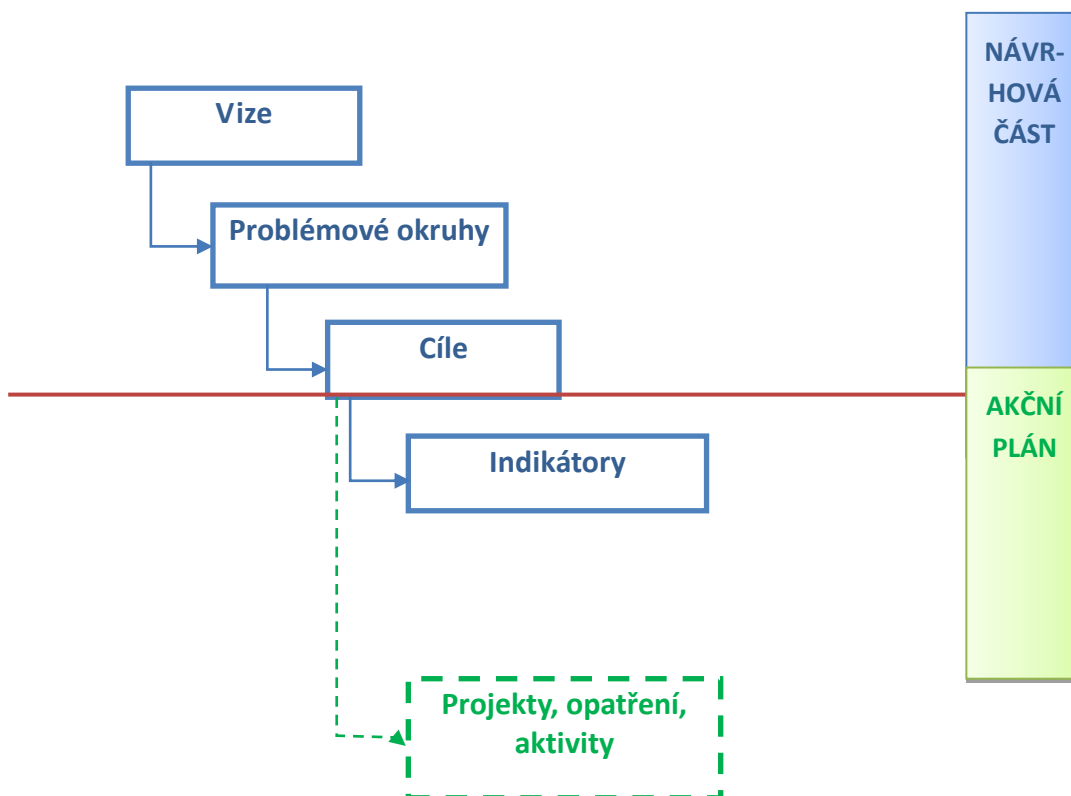 NÁVR-
HOVÁ
ČÁST
Vize
Problémové okruhy
Cíle
AKČNÍ
PLÁN
Indikátory
Projekty, opatření,
aktivity